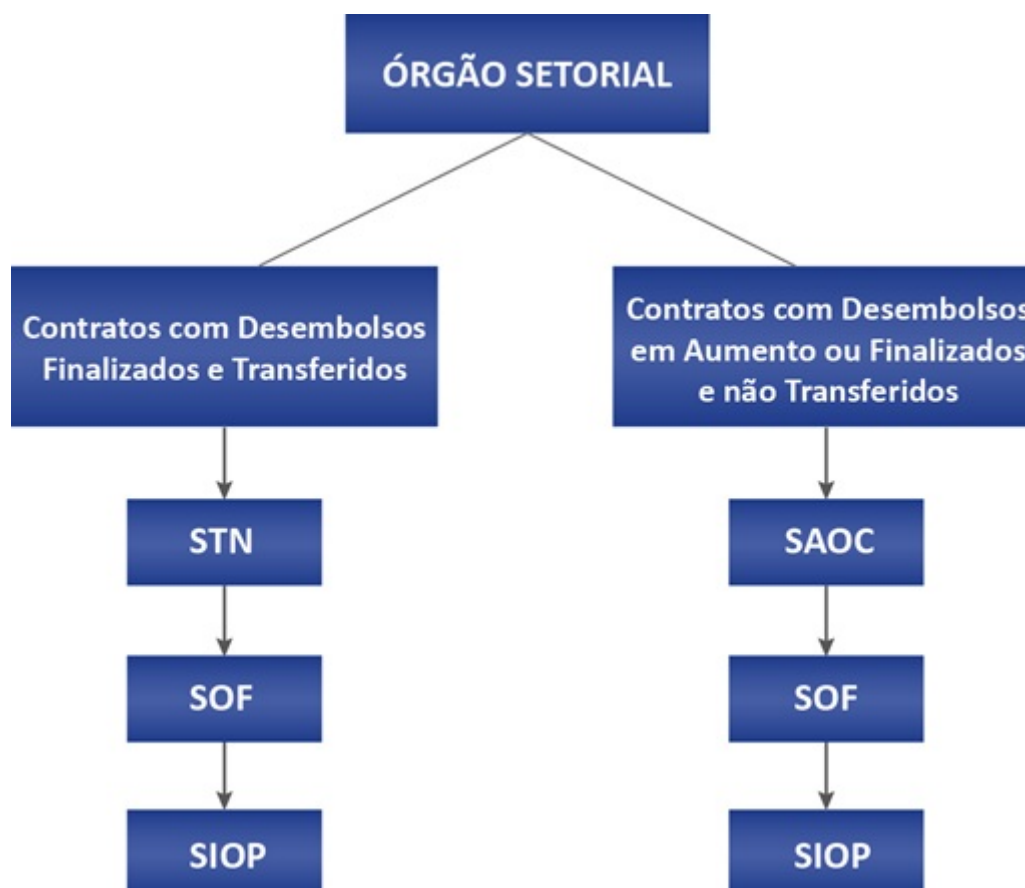 ÓRGÃO SETORIAL
Contratos com Desembolsos
Finalizados e Transferidos
Contratos com Desembolsos
em Aumento ou Finalizados
e não Transferidos
STN
SAOC
SOF
SOF
SIOP
SIOP